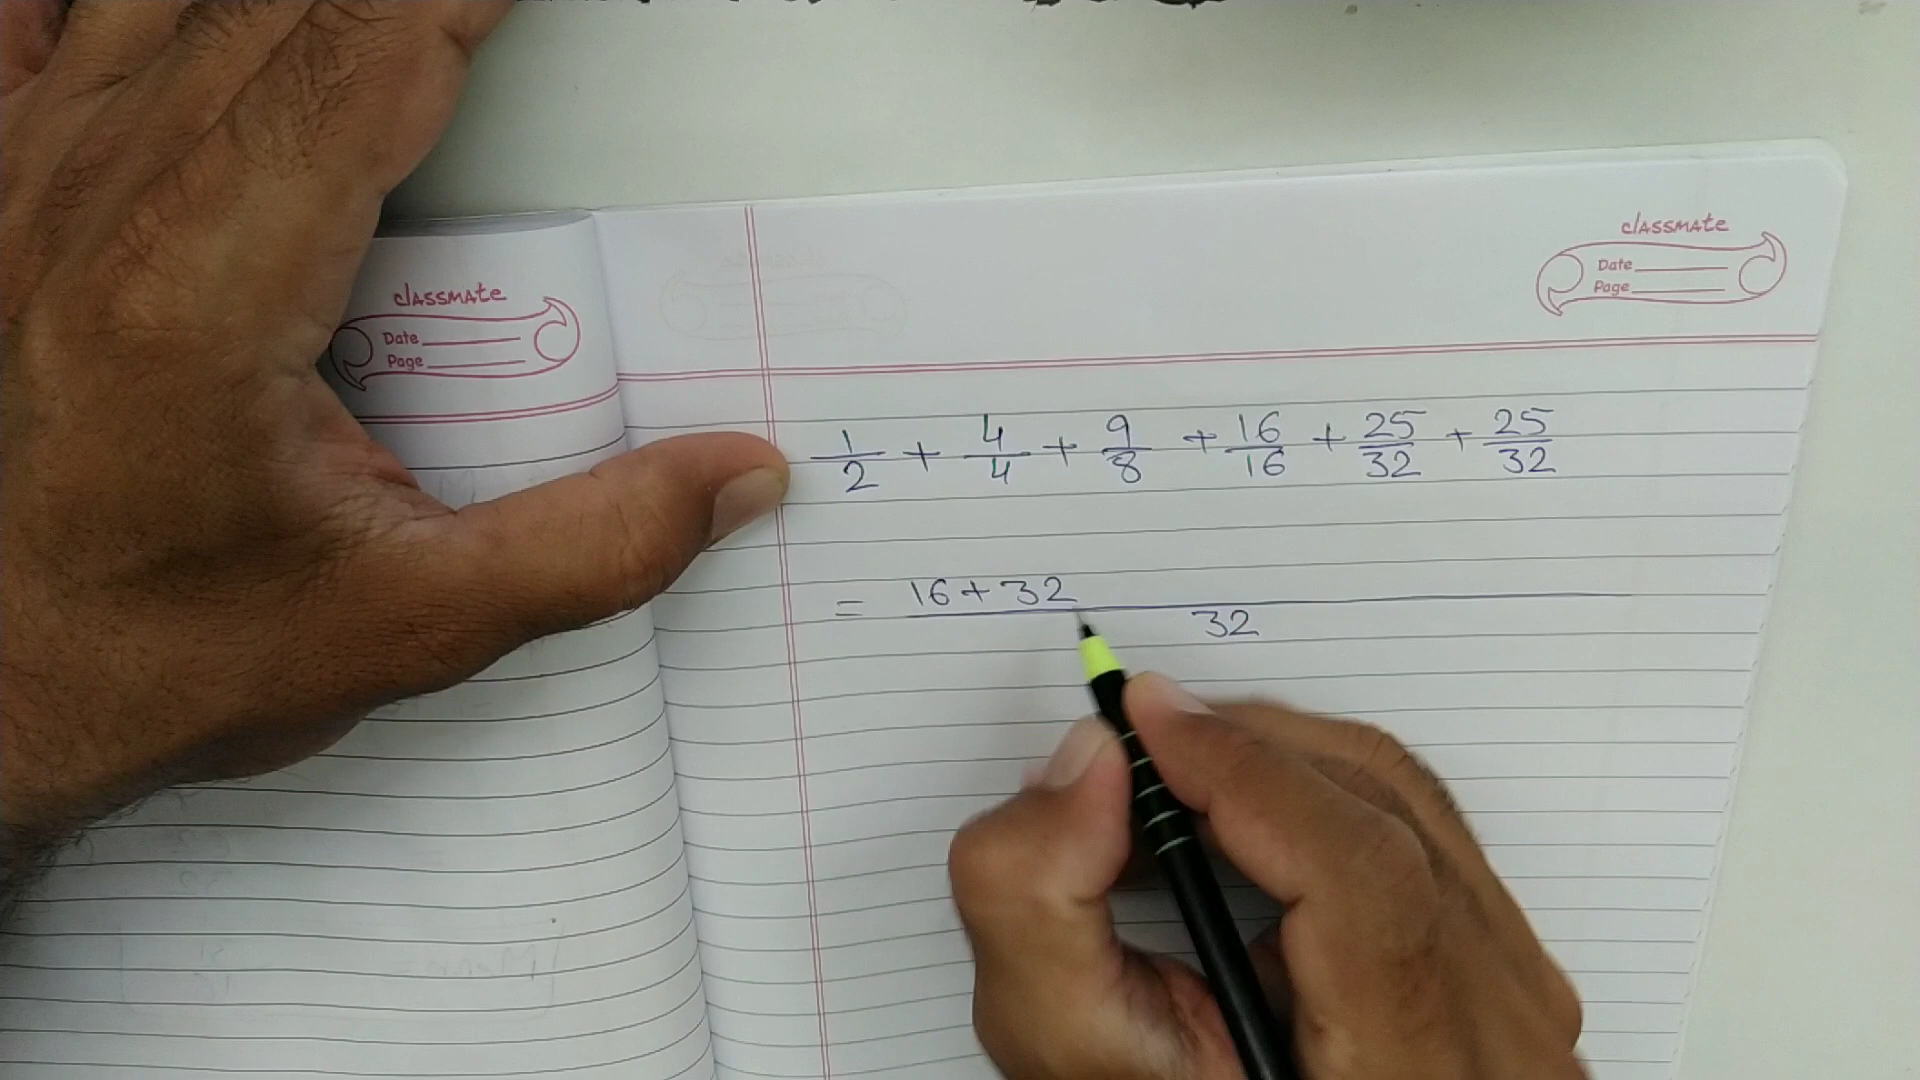 classmate
Date
Page
classmate
Date
Page
1/2 + 4/4 + 9/8 + 16/16 + 25/32 + 25/32
= 16 + 32 / 32